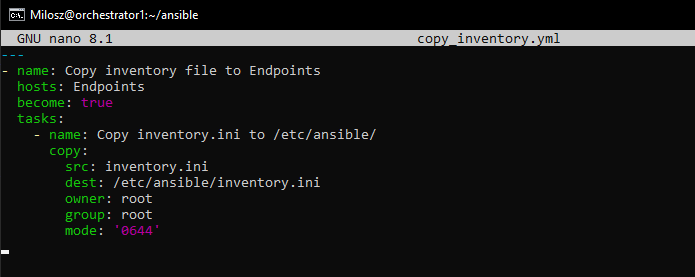 Milosz@orchestrator1:~/ansible
GNU nano 8.1 copy_inventory.yml
---
- name: Copy inventory file to Endpoints
  hosts: Endpoints
  become: true
  tasks:
    - name: Copy inventory.ini to /etc/ansible/
      copy:
        src: inventory.ini
        dest: /etc/ansible/inventory.ini
        owner: root
        group: root
        mode: '0644'